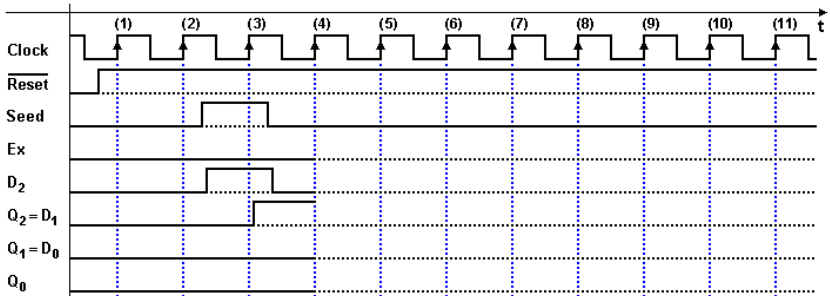 (1) (2) (3) (4) (5) (6) (7) (8) (9) (10) (11) t
Clock
Reset
Seed
Ex
D2
Q2=D1
Q1=D0
Q0